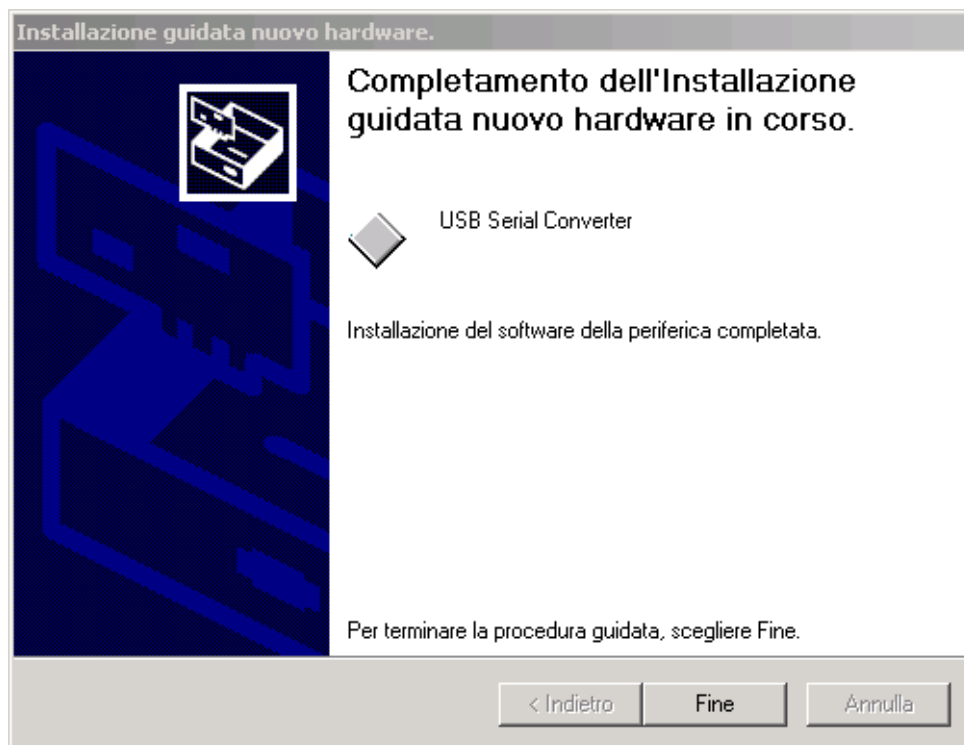 Installazione guidata nuovo hardware.
Completamento dell'Installazione
guidata nuovo hardware in corso.
USB Serial Converter
Installazione del software della periferica completata.
Per terminare la procedura guidata, scegliere Fine.
< Indietro
Fine
Annulla